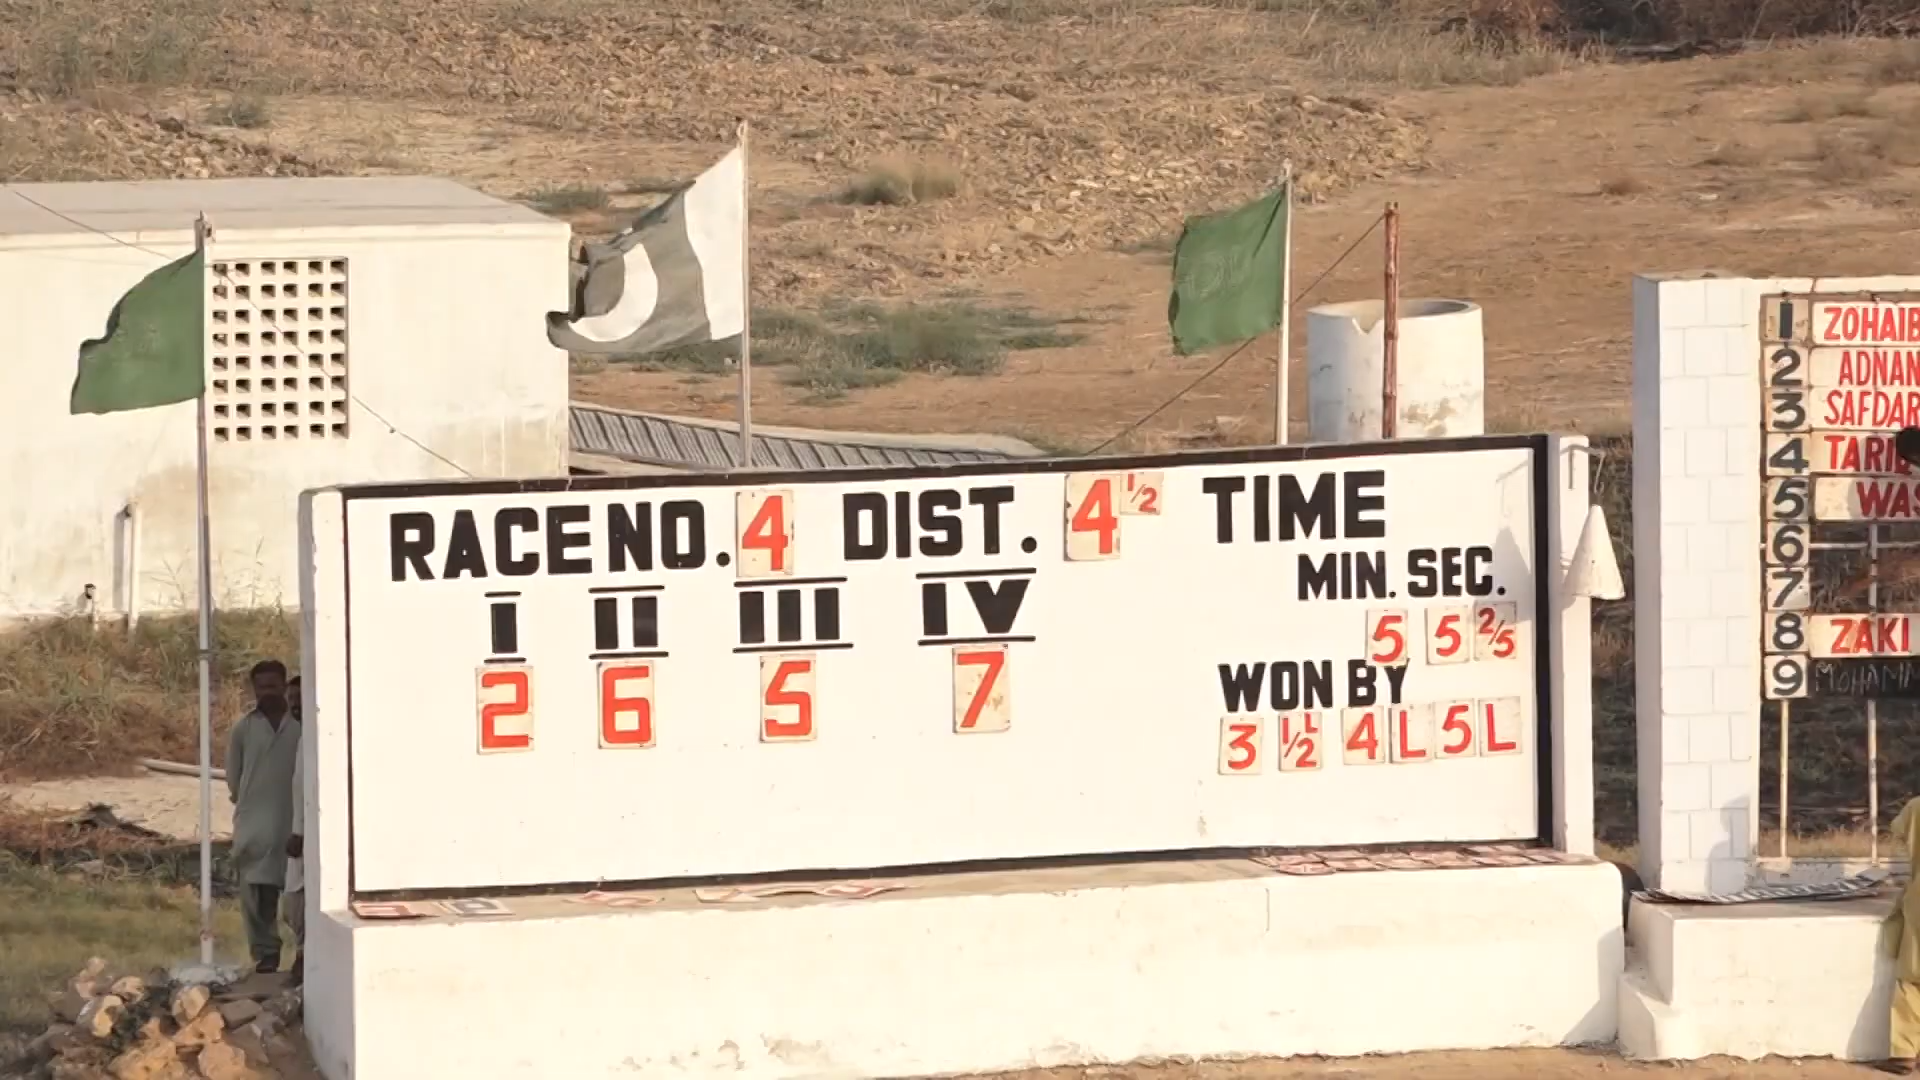 RACE NO. 4 DIST. 4 1/2 TIME
MIN. SEC.
I II III IV
5 5 2/5
2 6 5 7
WON BY
3 1/2 L 4 L 5 L
1 ZOHAIB
2 ADNAN
3 SAFDAR
4
5
6
7
8 ZAKI
9